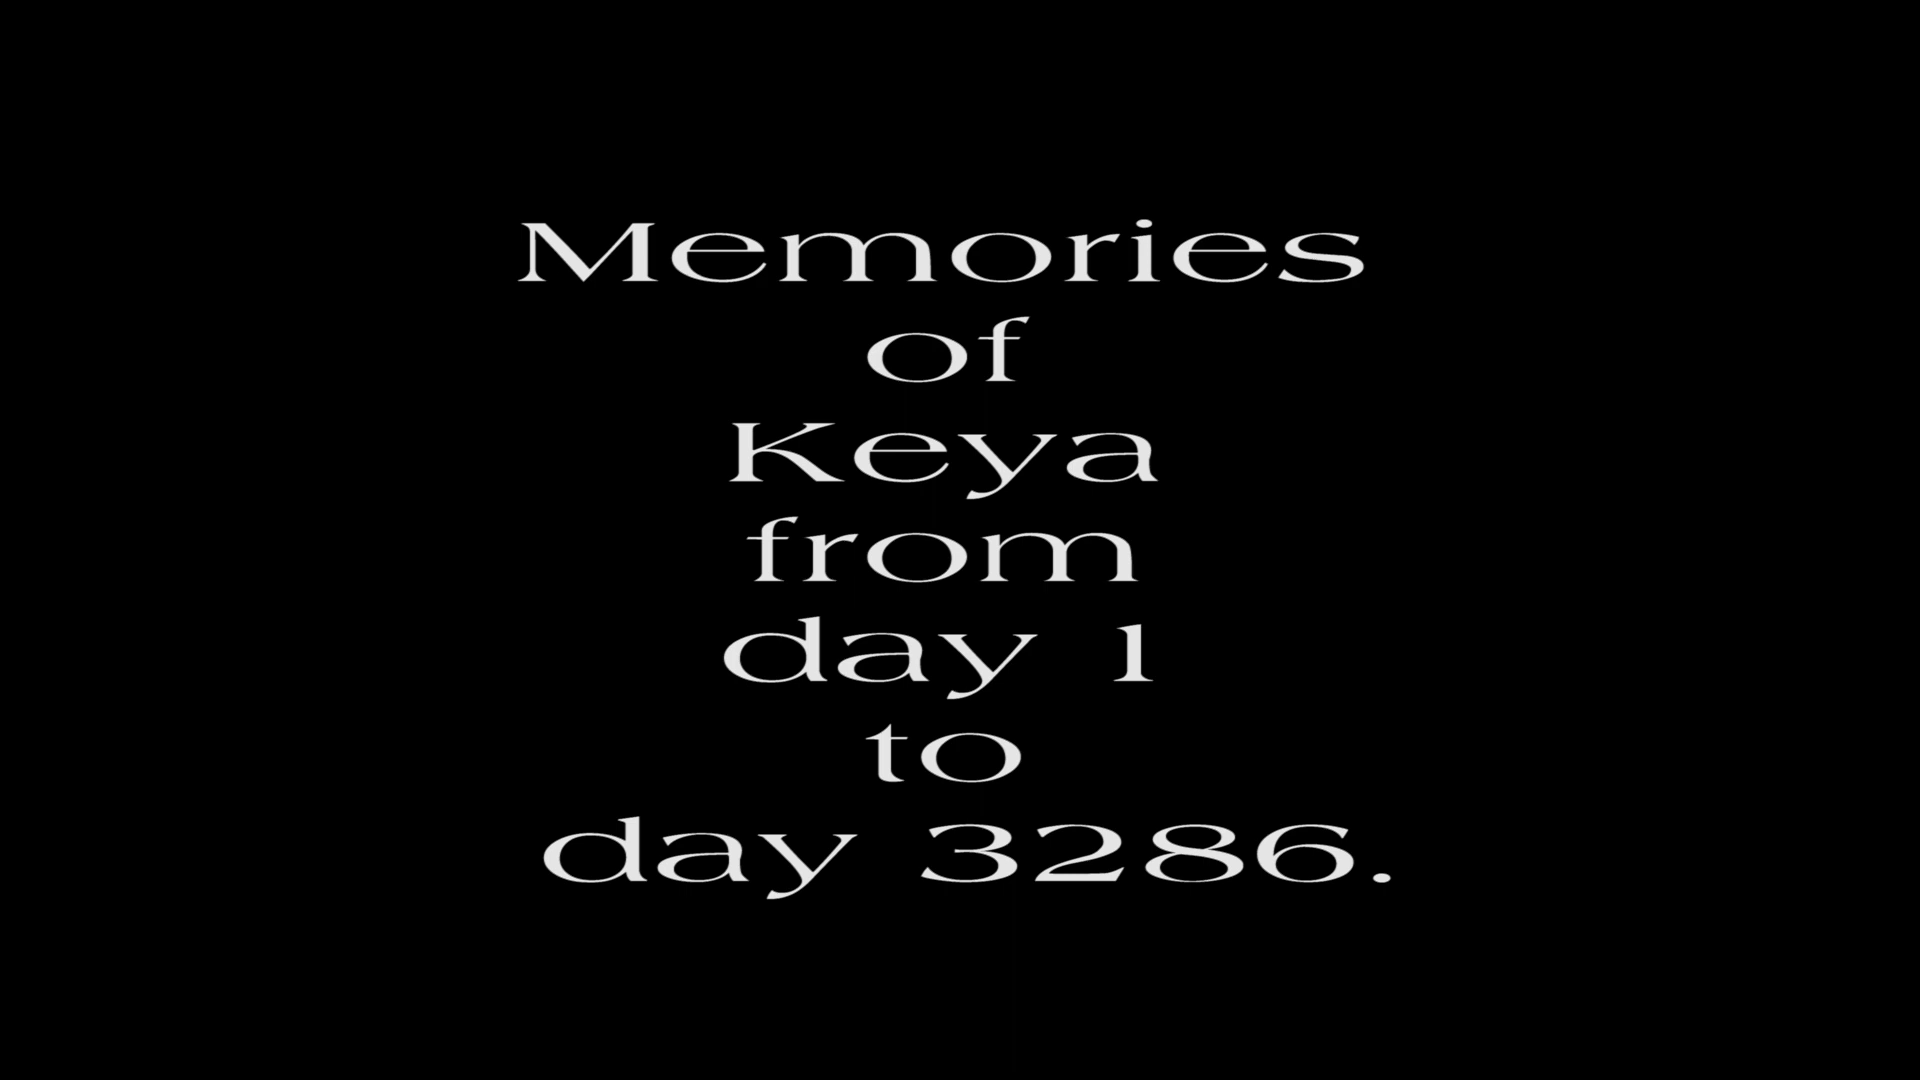 Memories
of
Keya
from
day 1
to
day 3286.